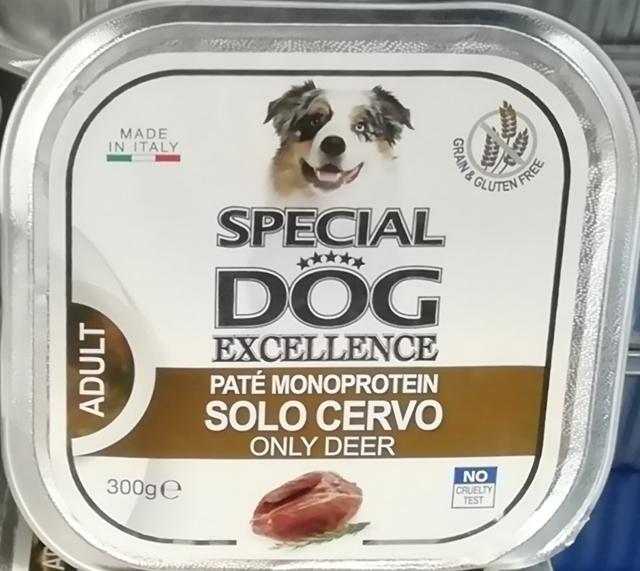 MADE
IN ITALY
GRAIN & GLUTEN FREE
SPECIAL
DOG
EXCELLENCE
ADULT
PATÉ MONOPROTEIN
SOLO CERVO
ONLY DEER
300g℮
NO
CRUELTY
TEST